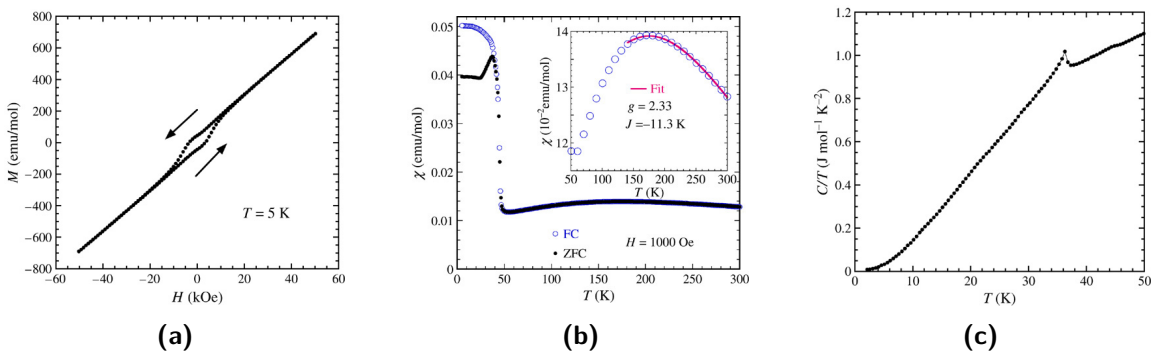 800
600
400
200
0
−200
−400
−600
−800
−60
−40
−20
0
20
40
60
M (emu/mol)
H (kOe)
T = 5 K
(a)
0.05
0.04
0.03
0.02
0.01
0
0
50
100
150
200
250
300
χ (emu/mol)
T (K)
FC
ZFC
H = 1000 Oe
14
13
12
50
100
150
200
250
300
χ (10⁻²emu/mol)
T (K)
Fit
g = 2.33
J =−11.3 K
(b)
1.2
1.0
0.8
0.6
0.4
0.2
0
0
10
20
30
40
50
C/T (J mol⁻¹ K⁻²)
T (K)
(c)